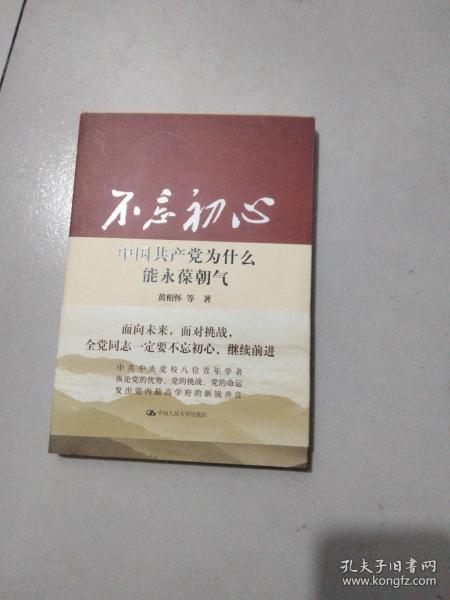 不忘初心
中国共产党为什么
能永葆朝气
黄相怀 等 著
面向未来，面对挑战，
全党同志一定要不忘初心、继续前进
中共中央党校八位青年学者
纵论党的优势、党的挑战、党的命运
发出党内最高学府的新锐声音
中国人民大学出版社
孔夫子旧书网
www.kongfz.com